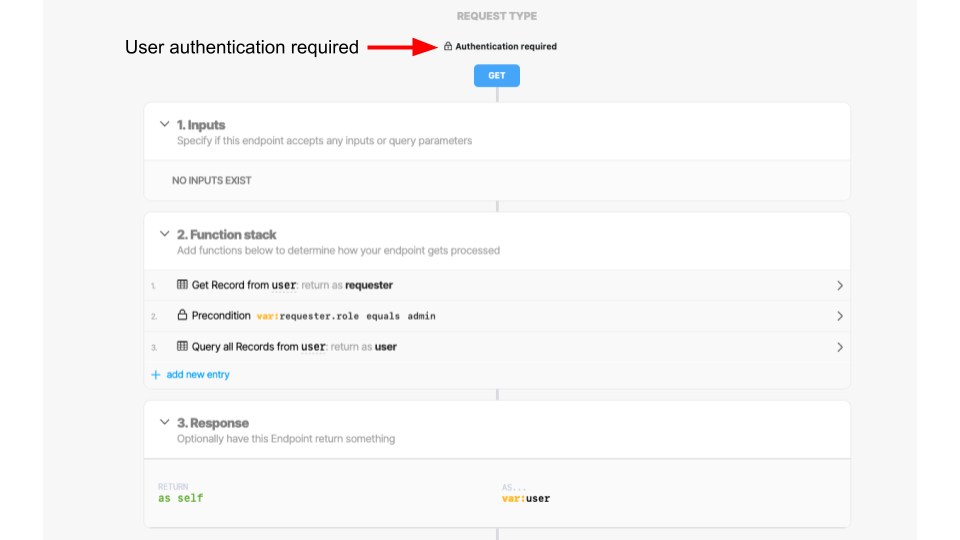 REQUEST TYPE
User authentication required
Authentication required
GET
1. Inputs
Specify if this endpoint accepts any inputs or query parameters
NO INPUTS EXIST
2. Function stack
Add functions below to determine how your endpoint gets processed
1. Get Record from user: return as requester
2. Precondition var:requester.role equals admin
3. Query all Records from user: return as user
+ add new entry
3. Response
Optionally have this Endpoint return something
RETURN AS...
as self var:user